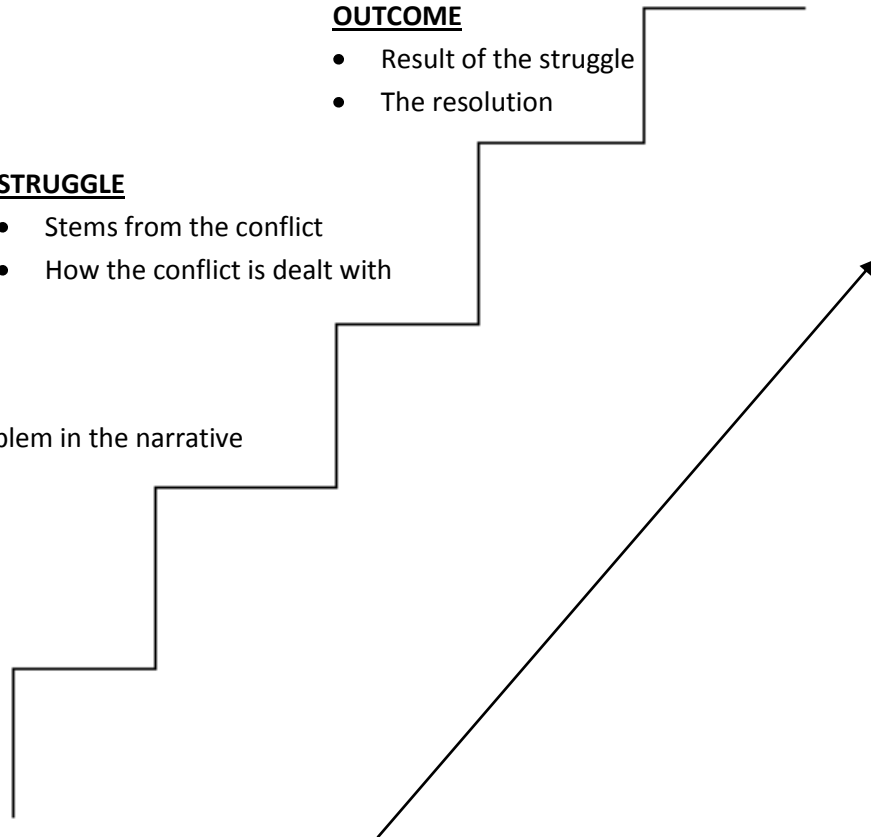 OUTCOME
• Result of the struggle
• The resolution
STRUGGLE
• Stems from the conflict
• How the conflict is dealt with
in the narrative